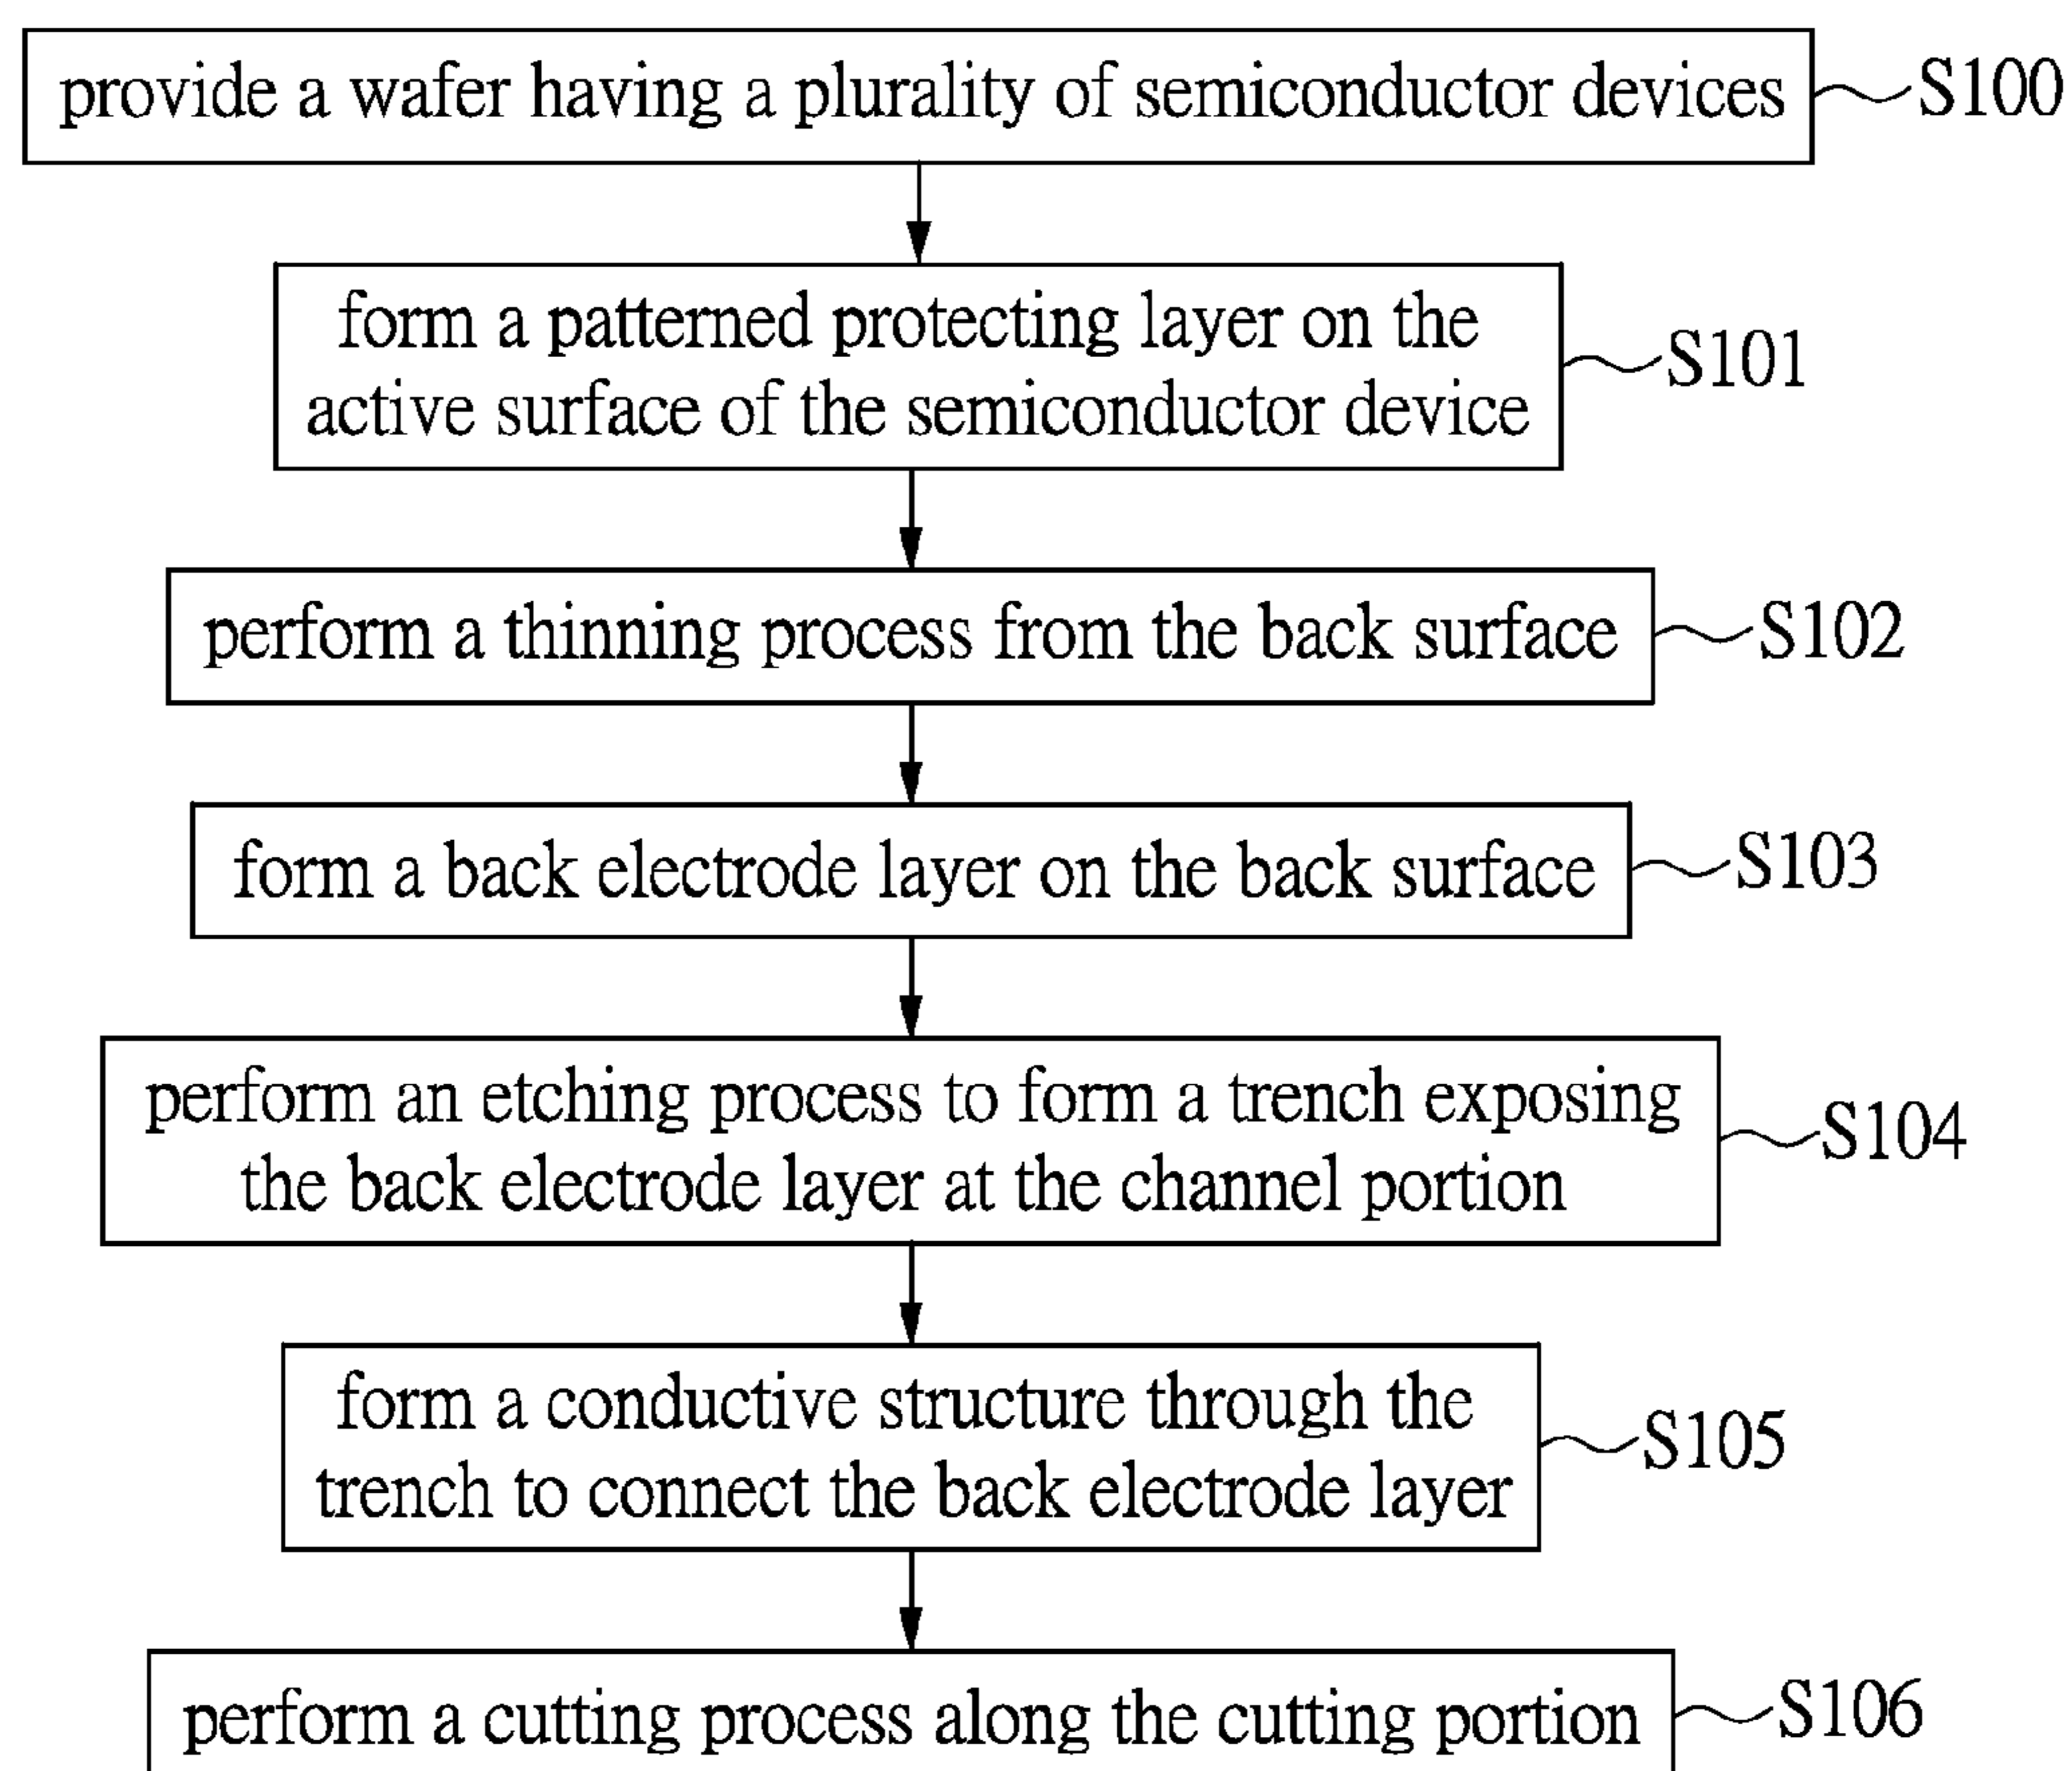 provide a wafer having a plurality of semiconductor devices
S100
form a patterned protecting layer on the
active surface of the semiconductor device
S101
perform a thinning process from the back surface
S102
form a back electrode layer on the back surface
S103
perform an etching process to form a trench exposing
the back electrode layer at the channel portion
S104
form a conductive structure through the
trench to connect the back electrode layer
S105
perform a cutting process along the cutting portion
S106